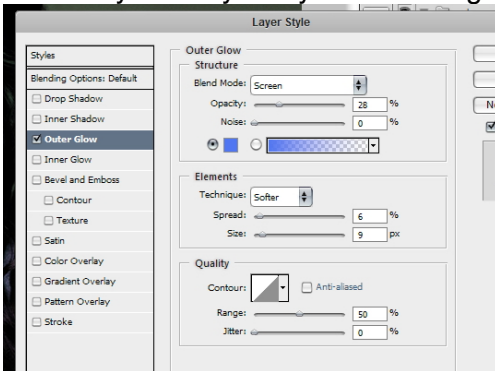 Layer Style
Styles
Blending Options: Default
Drop Shadow
Inner Shadow
Outer Glow
Inner Glow
Bevel and Emboss
Contour
Texture
Satin
Color Overlay
Gradient Overlay
Pattern Overlay
Stroke
Outer Glow
Structure
Blend Mode: Screen
Opacity: 28 %
Noise: 0 %
Elements
Technique: Softer
Spread: 6 %
Size: 9 px
Quality
Contour: Anti-aliased
Range: 50 %
Jitter: 0 %